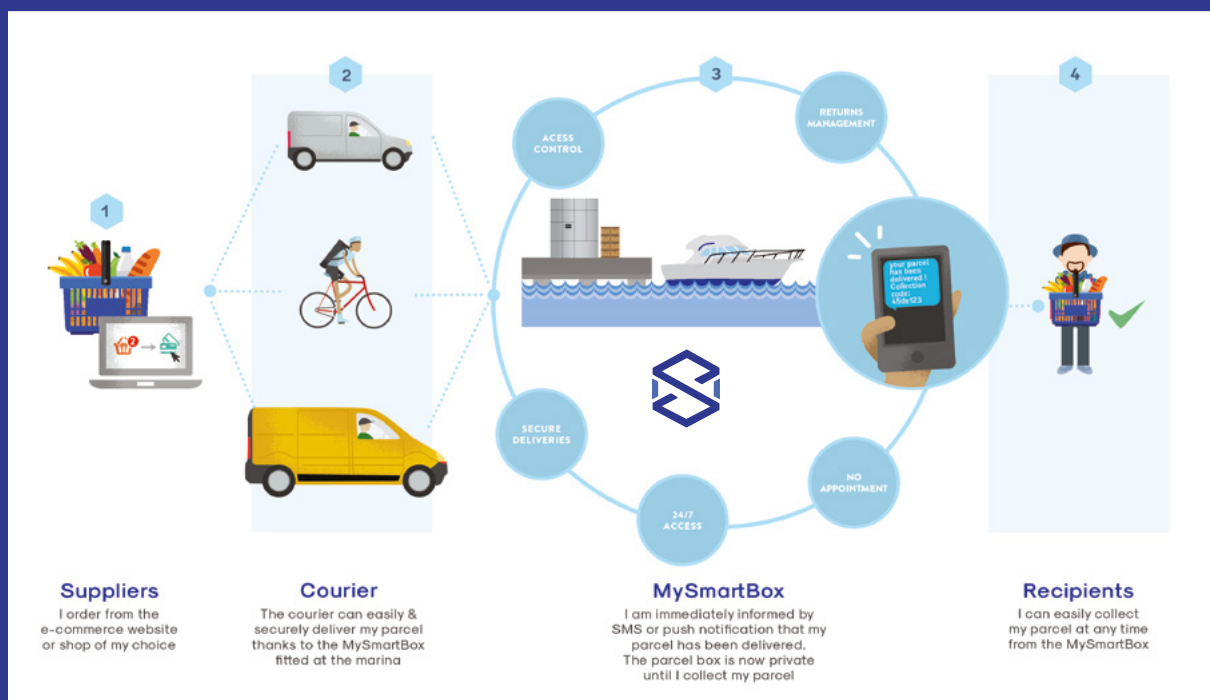 1
2
3
4
ACESS
CONTROL
RETURNS
MANAGEMENT
2
your parcel
has been
delivered !
Collection
code:
45de123
SECURE
DELIVERIES
NO
APPOINTMENT
24/7
ACCESS
Suppliers
I order from the
e-commerce website
or shop of my choice
Courier
The courier can easily &
securely deliver my parcel
thanks to the MySmartBox
fitted at the marina
MySmartBox
I am immediately informed by
SMS or push notification that my
parcel has been delivered.
The parcel box is now private
until I collect my parcel
Recipients
I can easily collect
my parcel at any time
from the MySmartBox